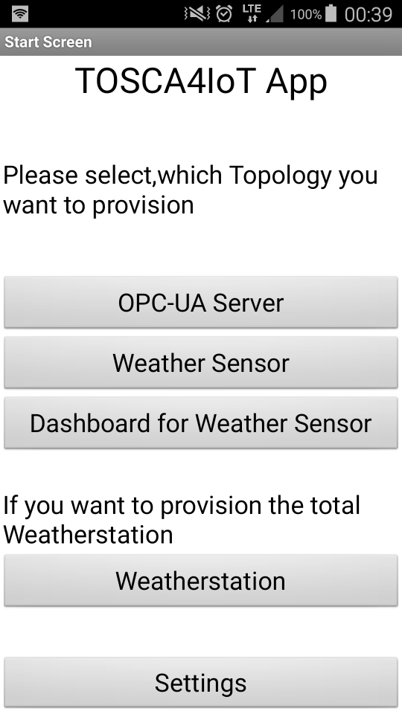 LTE 100% 00:39
Start Screen
TOSCA4IoT App
Please select,which Topology you
want to provision
OPC-UA Server
Weather Sensor
Dashboard for Weather Sensor
If you want to provision the total
Weatherstation
Weatherstation
Settings